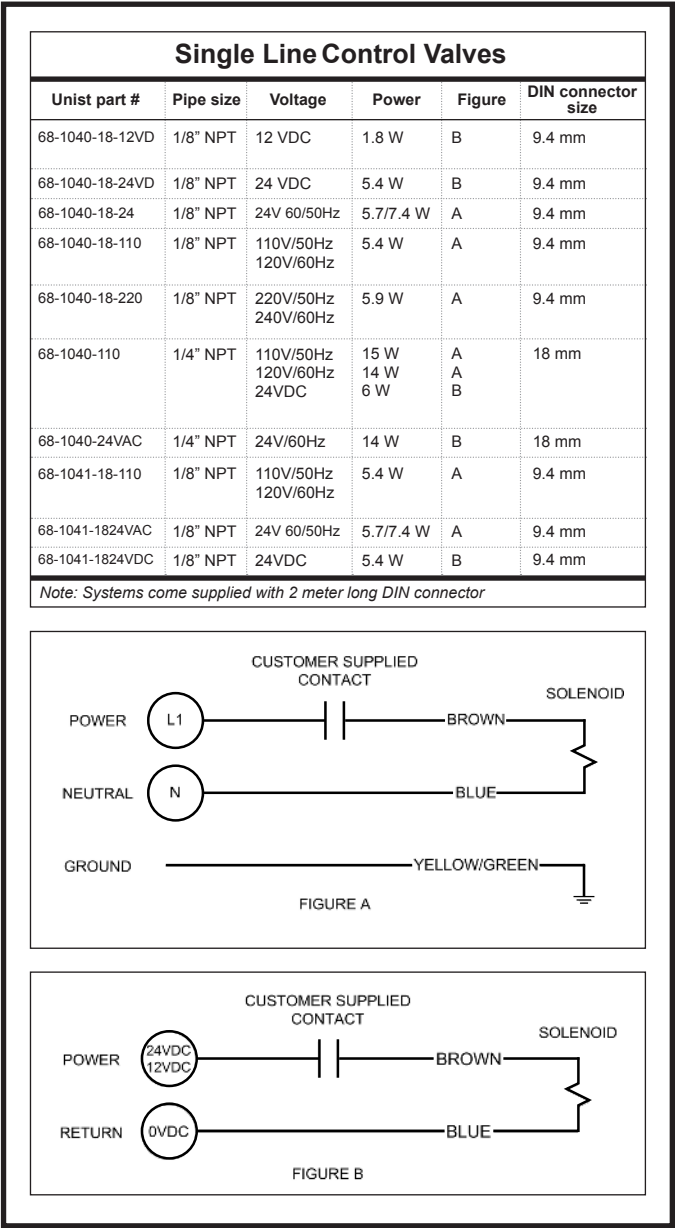 Single Line Control Valves
Unist part # Pipe size Voltage Power Figure DIN connector size
68-1040-18-12VD 1/8” NPT 12 VDC 1.8 W B 9.4 mm
68-1040-18-24VD 1/8” NPT 24 VDC 5.4 W B 9.4 mm
68-1040-18-24 1/8” NPT 24V 60/50Hz 5.7/7.4 W A 9.4 mm
68-1040-18-110 1/8” NPT 110V/50Hz 5.4 W A 9.4 mm
120V/60Hz
68-1040-18-220 1/8” NPT 220V/50Hz 5.9 W A 9.4 mm
240V/60Hz
68-1040-110 1/4” NPT 110V/50Hz 15 W A 18 mm
120V/60Hz 14 W A
24VDC 6 W B
68-1040-24VAC 1/4” NPT 24V/60Hz 14 W B 18 mm
68-1041-18-110 1/8” NPT 110V/50Hz 5.4 W A 9.4 mm
120V/60Hz
68-1041-1824VAC 1/8” NPT 24V 60/50Hz 5.7/7.4 W A 9.4 mm
68-1041-1824VDC 1/8” NPT 24VDC 5.4 W B 9.4 mm
Note: Systems come supplied with 2 meter long DIN connector
CUSTOMER SUPPLIED
CONTACT
SOLENOID
POWER L1 BROWN
NEUTRAL N BLUE
GROUND YELLOW/GREEN
FIGURE A
CUSTOMER SUPPLIED
CONTACT
SOLENOID
24VDC
POWER 12VDC BROWN
RETURN 0VDC BLUE
FIGURE B